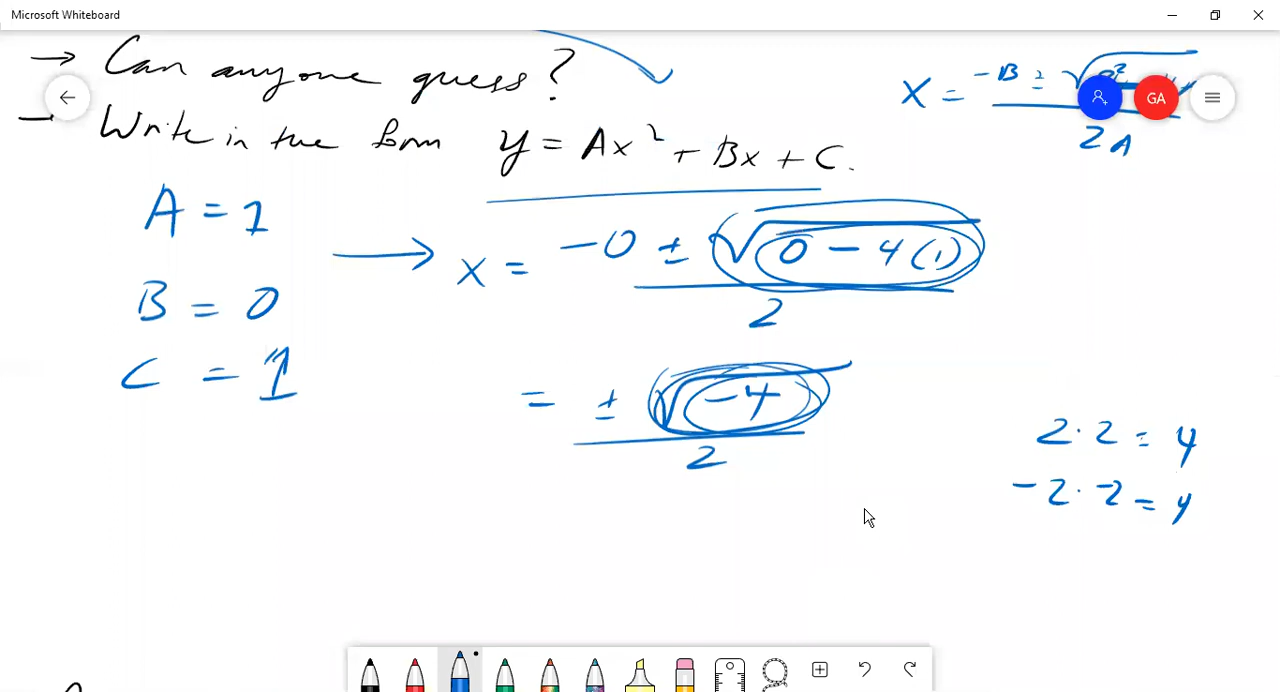 Microsoft Whiteboard
→ Can anyone guess?
– Write in the form y = Ax² + Bx + C.
X = -B ± √
2A
GA
A = 1
B = 0
C = 1
→ x = -0 ± √(0 - 4(1)) / 2
= ± √(-4) / 2
2 · 2 = 4
-2 · -2 = 4